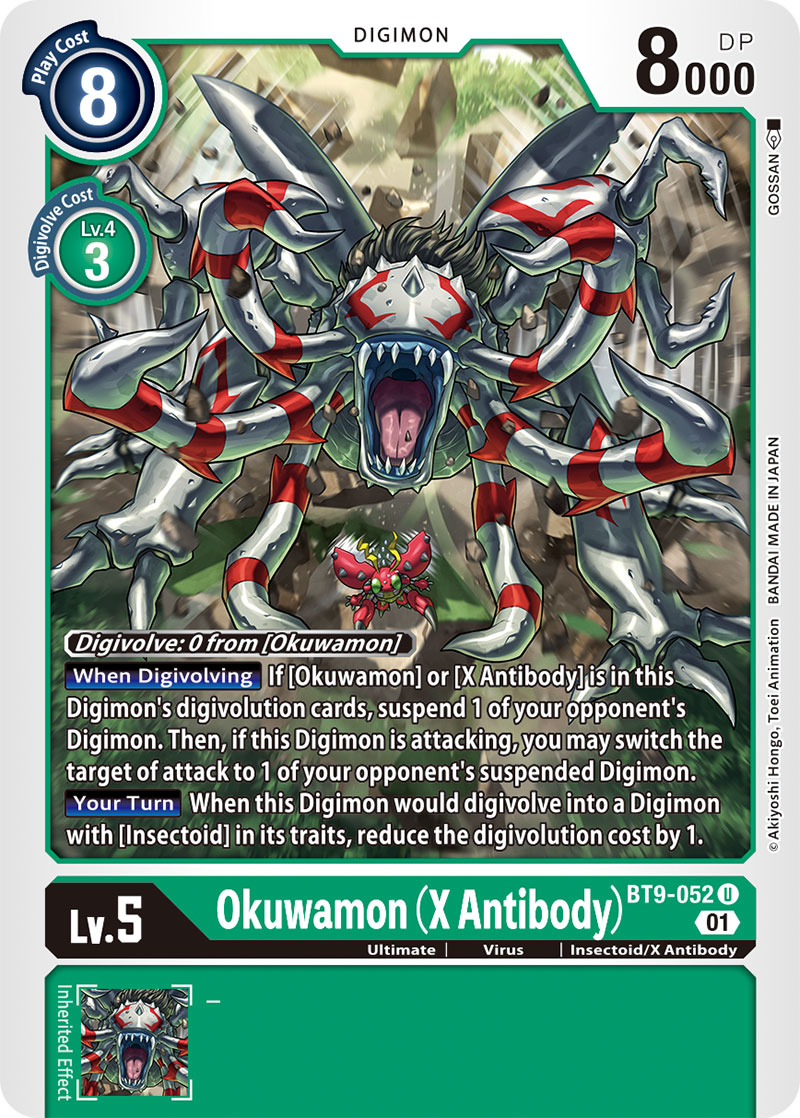 DIGIMON
Play Cost
8
8000
DP
Digivolve Cost
Lv.4
3
GOSSAN
Digivolve: 0 from [Okuwamon]
When Digivolving If [Okuwamon] or [X Antibody] is in this
Digimon's digivolution cards, suspend 1 of your opponent's
Digimon. Then, if this Digimon is attacking, you may switch the
target of attack to 1 of your opponent's suspended Digimon.
Your Turn When this Digimon would digivolve into a Digimon
with [Insectoid] in its traits, reduce the digivolution cost by 1.
© Akiyoshi Hongo, Toei Animation BANDAI MADE IN JAPAN
Lv.5
Okuwamon (X Antibody)
BT9-052 U
01
Ultimate | Virus | Insectoid/X Antibody
Inherited Effect
–